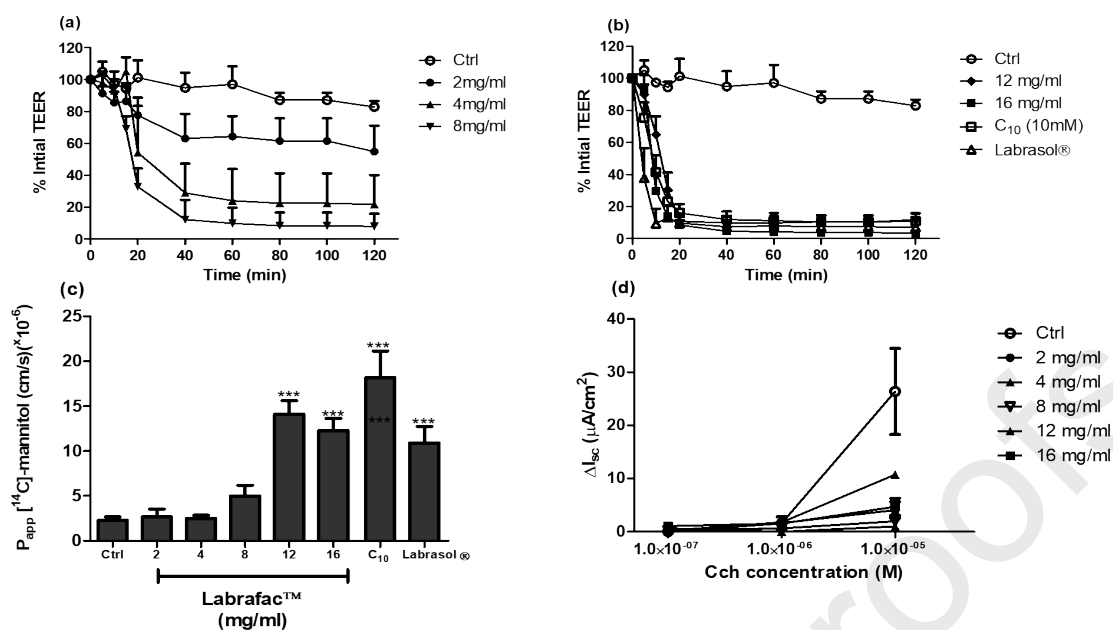 (a)
120
100
80
60
40
20
0
% Intial TEER
0 20 40 60 80 100 120
Time (min)
Ctrl
2mg/ml
4mg/ml
8mg/ml
(b)
120
100
80
60
40
20
0
% Intial TEER
0 20 40 60 80 100 120
Time (min)
Ctrl
12 mg/ml
16 mg/ml
C10 (10mM)
Labrasol®
(c)
25
20
15
10
5
0
Papp [14C]-mannitol (cm/s)(x10-6)
***
***
***
***
***
Ctrl 2 4 8 12 16 C10 Labrasol ®
Labrafac™
(mg/ml)
(d)
40
30
20
10
0
ΔIsc (μA/cm2)
1.0×10-07 1.0×10-06 1.0×10-05
Cch concentration (M)
Ctrl
2 mg/ml
4 mg/ml
8 mg/ml
12 mg/ml
16 mg/ml
roofs